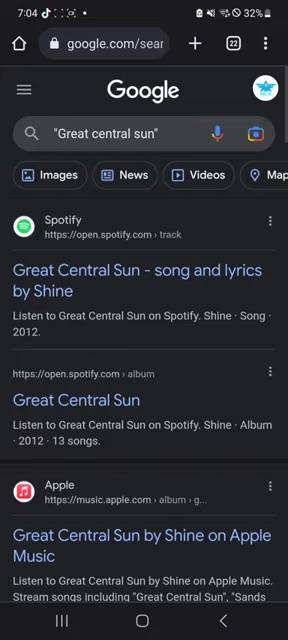 7:04
32%
google.com/sear
22
Google
"Great central sun"
Images
News
Videos
Map
Spotify
https://open.spotify.com › track
Great Central Sun - song and lyrics
by Shine
Listen to Great Central Sun on Spotify. Shine · Song ·
2012.
https://open.spotify.com › album
Great Central Sun
Listen to Great Central Sun on Spotify. Shine · Album
· 2012 · 13 songs.
Apple
https://music.apple.com › album › g...
Great Central Sun by Shine on Apple
Music
Listen to Great Central Sun by Shine on Apple Music.
Stream songs including "Great Central Sun", "Sands